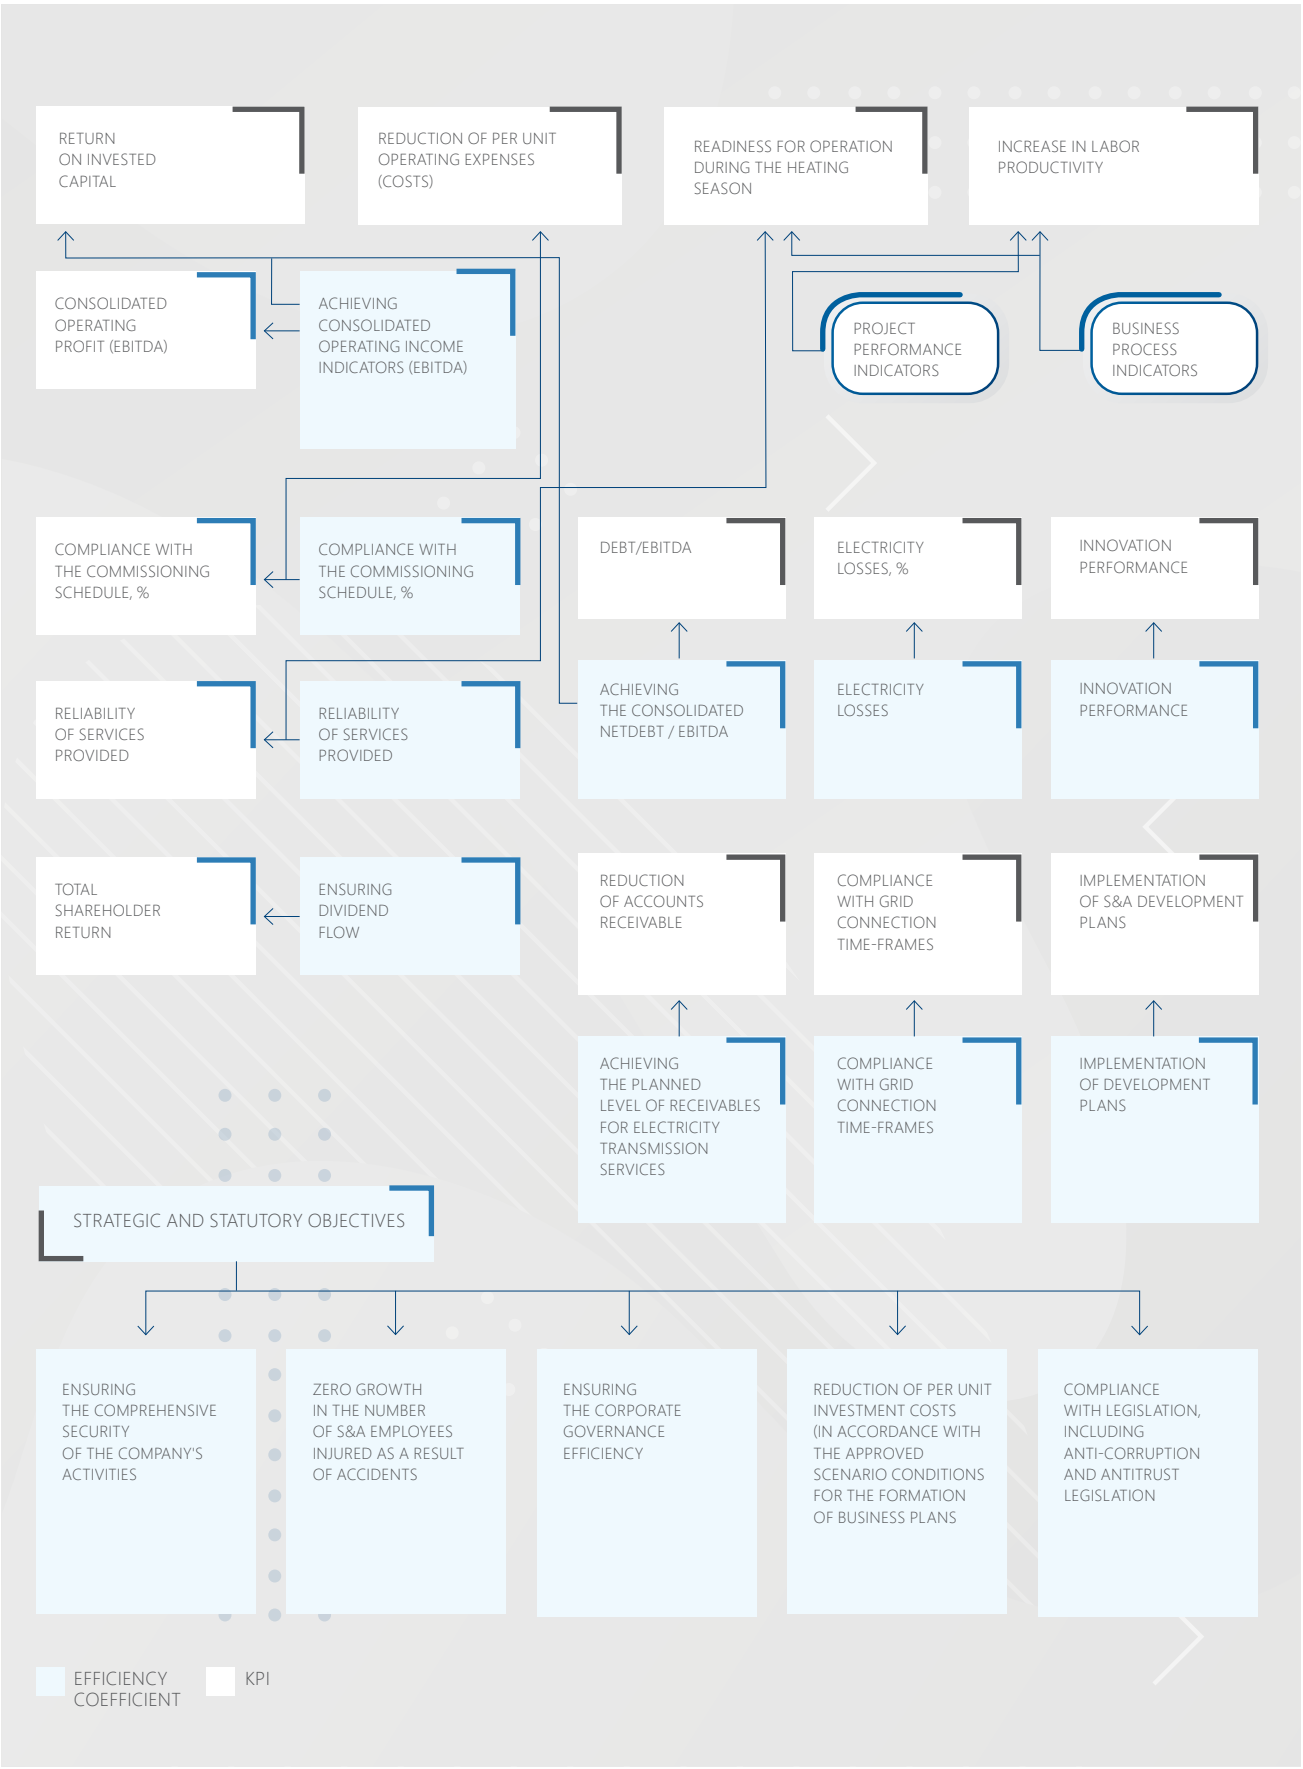 RETURN
ON INVESTED
CAPITAL
REDUCTION OF PER UNIT
OPERATING EXPENSES
(COSTS)
READINESS FOR OPERATION
DURING THE HEATING
SEASON
INCREASE IN LABOR
PRODUCTIVITY
CONSOLIDATED
OPERATING
PROFIT (EBITDA)
ACHIEVING
CONSOLIDATED
OPERATING INCOME
INDICATORS (EBITDA)
PROJECT
PERFORMANCE
INDICATORS
BUSINESS
PROCESS
INDICATORS
COMPLIANCE WITH
THE COMMISSIONING
SCHEDULE, %
COMPLIANCE WITH
THE COMMISSIONING
SCHEDULE, %
DEBT/EBITDA
ELECTRICITY
LOSSES, %
INNOVATION
PERFORMANCE
RELIABILITY
OF SERVICES
PROVIDED
RELIABILITY
OF SERVICES
PROVIDED
ACHIEVING
THE CONSOLIDATED
NETDEBT / EBITDA
ELECTRICITY
LOSSES
INNOVATION
PERFORMANCE
TOTAL
SHAREHOLDER
RETURN
ENSURING
DIVIDEND
FLOW
REDUCTION
OF ACCOUNTS
RECEIVABLE
COMPLIANCE
WITH GRID
CONNECTION
TIME-FRAMES
IMPLEMENTATION
OF S&A DEVELOPMENT
PLANS
ACHIEVING
THE PLANNED
LEVEL OF RECEIVABLES
FOR ELECTRICITY
TRANSMISSION
SERVICES
COMPLIANCE
WITH GRID
CONNECTION
TIME-FRAMES
IMPLEMENTATION
OF DEVELOPMENT
PLANS
STRATEGIC AND STATUTORY OBJECTIVES
ENSURING
THE COMPREHENSIVE
SECURITY
OF THE COMPANY'S
ACTIVITIES
ZERO GROWTH
IN THE NUMBER
OF S&A EMPLOYEES
INJURED AS A RESULT
OF ACCIDENTS
ENSURING
THE CORPORATE
GOVERNANCE
EFFICIENCY
REDUCTION OF PER UNIT
INVESTMENT COSTS
(IN ACCORDANCE WITH
THE APPROVED
SCENARIO CONDITIONS
FOR THE FORMATION
OF BUSINESS PLANS
COMPLIANCE
WITH LEGISLATION,
INCLUDING
ANTI-CORRUPTION
AND ANTITRUST
LEGISLATION
EFFICIENCY
COEFFICIENT
KPI